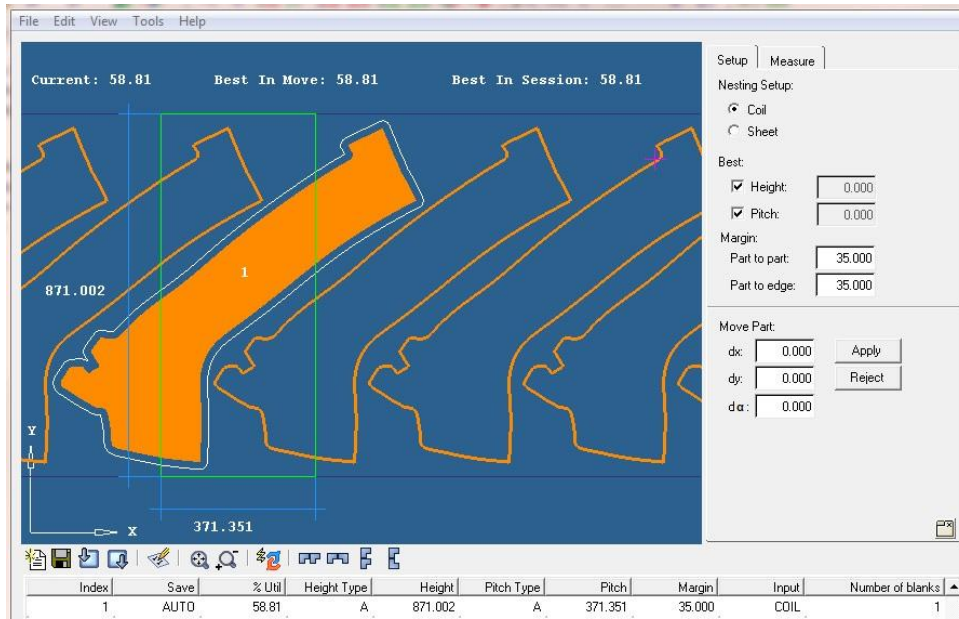 File Edit View Tools Help
Current: 58.81 Best In Move: 58.81 Best In Session: 58.81
Setup Measure
Nesting Setup:
Coil
Sheet
Best:
Height: 0.000
Pitch: 0.000
Margin:
Part to part: 35.000
Part to edge: 35.000
Move Part:
dx: 0.000 Apply
dy: 0.000 Reject
dα: 0.000
1
871.002
Y
X
371.351
Index Save % Util Height Type Height Pitch Type Pitch Margin Input Number of blanks
1 AUTO 58.81 A 871.002 A 371.351 35.000 COIL 1